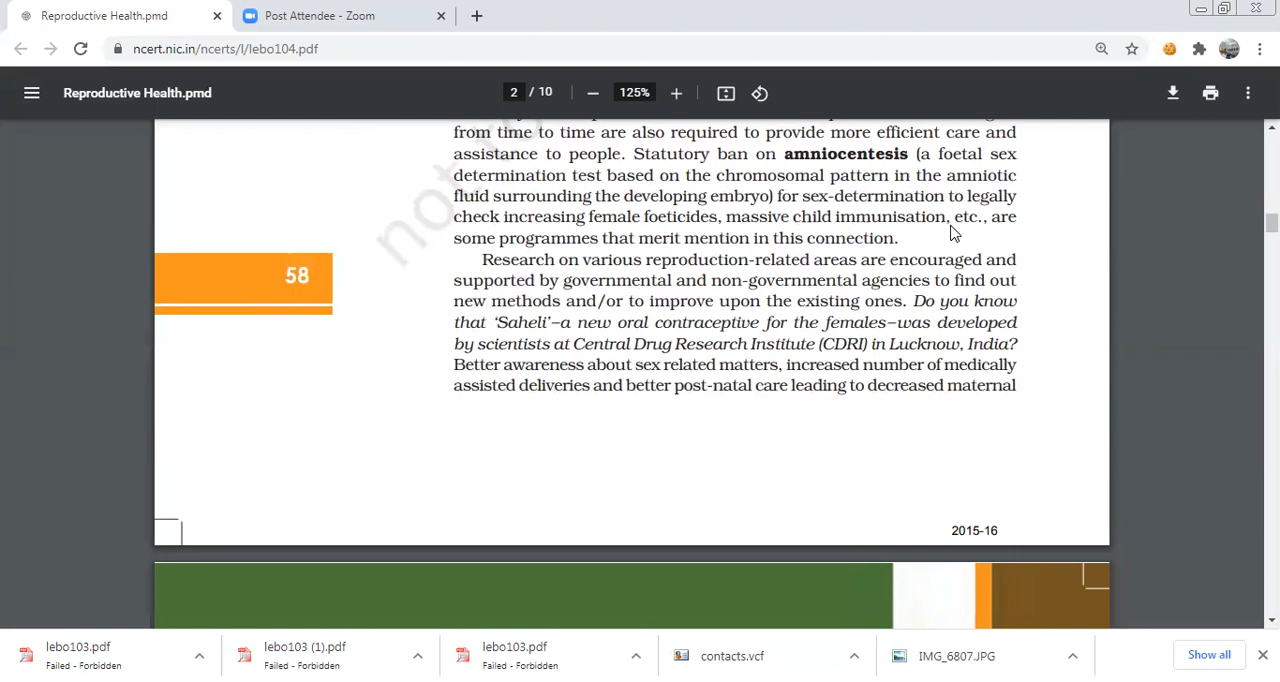 Reproductive Health.pmd
Post Attendee - Zoom
ncert.nic.in/ncerts/l/lebo104.pdf
Reproductive Health.pmd
2 / 10
125%
from time to time are also required to provide more efficient care and
assistance to people. Statutory ban on amniocentesis (a foetal sex
determination test based on the chromosomal pattern in the amniotic
fluid surrounding the developing embryo) for sex-determination to legally
check increasing female foeticides, massive child immunisation, etc., are
some programmes that merit mention in this connection.
58
Research on various reproduction-related areas are encouraged and
supported by governmental and non-governmental agencies to find out
new methods and/or to improve upon the existing ones. Do you know
that ‘Saheli’–a new oral contraceptive for the females–was developed
by scientists at Central Drug Research Institute (CDRI) in Lucknow, India?
Better awareness about sex related matters, increased number of medically
assisted deliveries and better post-natal care leading to decreased maternal
not
2015-16
lebo103.pdf
Failed - Forbidden
lebo103 (1).pdf
Failed - Forbidden
lebo103.pdf
Failed - Forbidden
contacts.vcf
IMG_6807.JPG
Show all